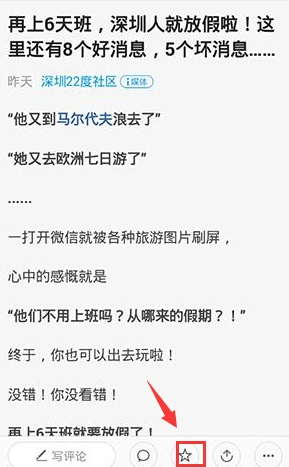 再上6天班，深圳人就放假啦！这
里还有8个好消息，5个坏消息……
昨天 深圳22度社区 媒体
“他又到马尔代夫浪去了”
“她又去欧洲七日游了”
......
一打开微信就被各种旅游图片刷屏，
心中的感慨就是
“他们不用上班吗？从哪来的假期？！”
终于，你也可以出去玩啦！
没错！你没看错！
再上6天班就要放假了！
写评论